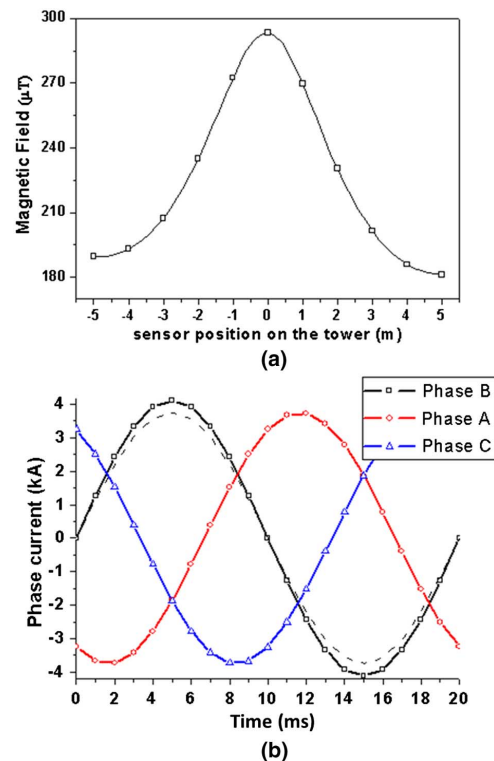 300
270
240
210
180
Magnetic Field (μT)
-5 -4 -3 -2 -1 0 1 2 3 4 5
sensor position on the tower (m)
(a)
Phase B
Phase A
Phase C
4
3
2
1
0
-1
-2
-3
-4
Phase current (kA)
0 2 4 6 8 10 12 14 16 18 20
Time (ms)
(b)